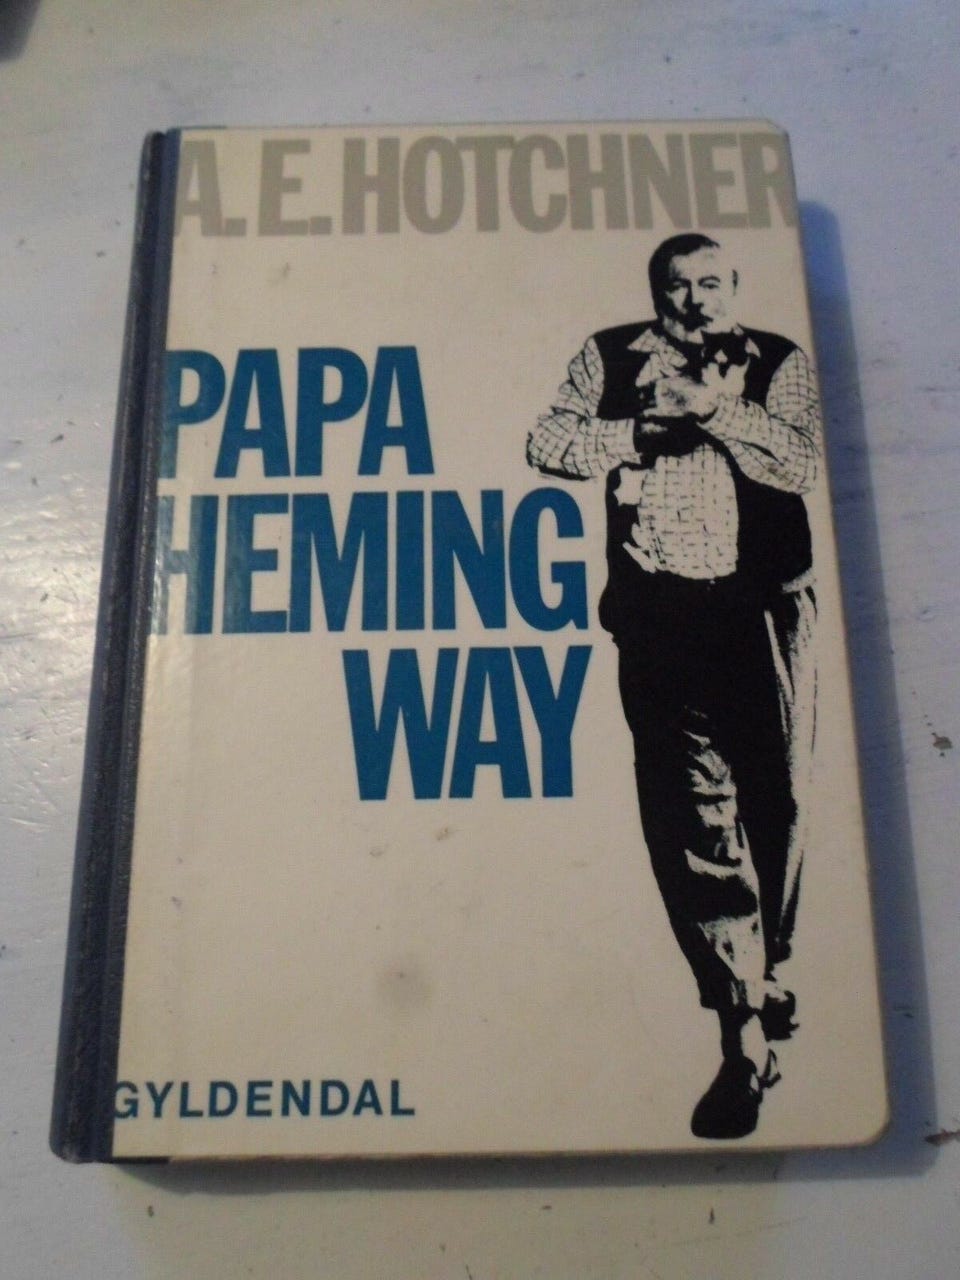 A. E. HOTCHNER
PAPA
HEMING
WAY
GYLDENDAL